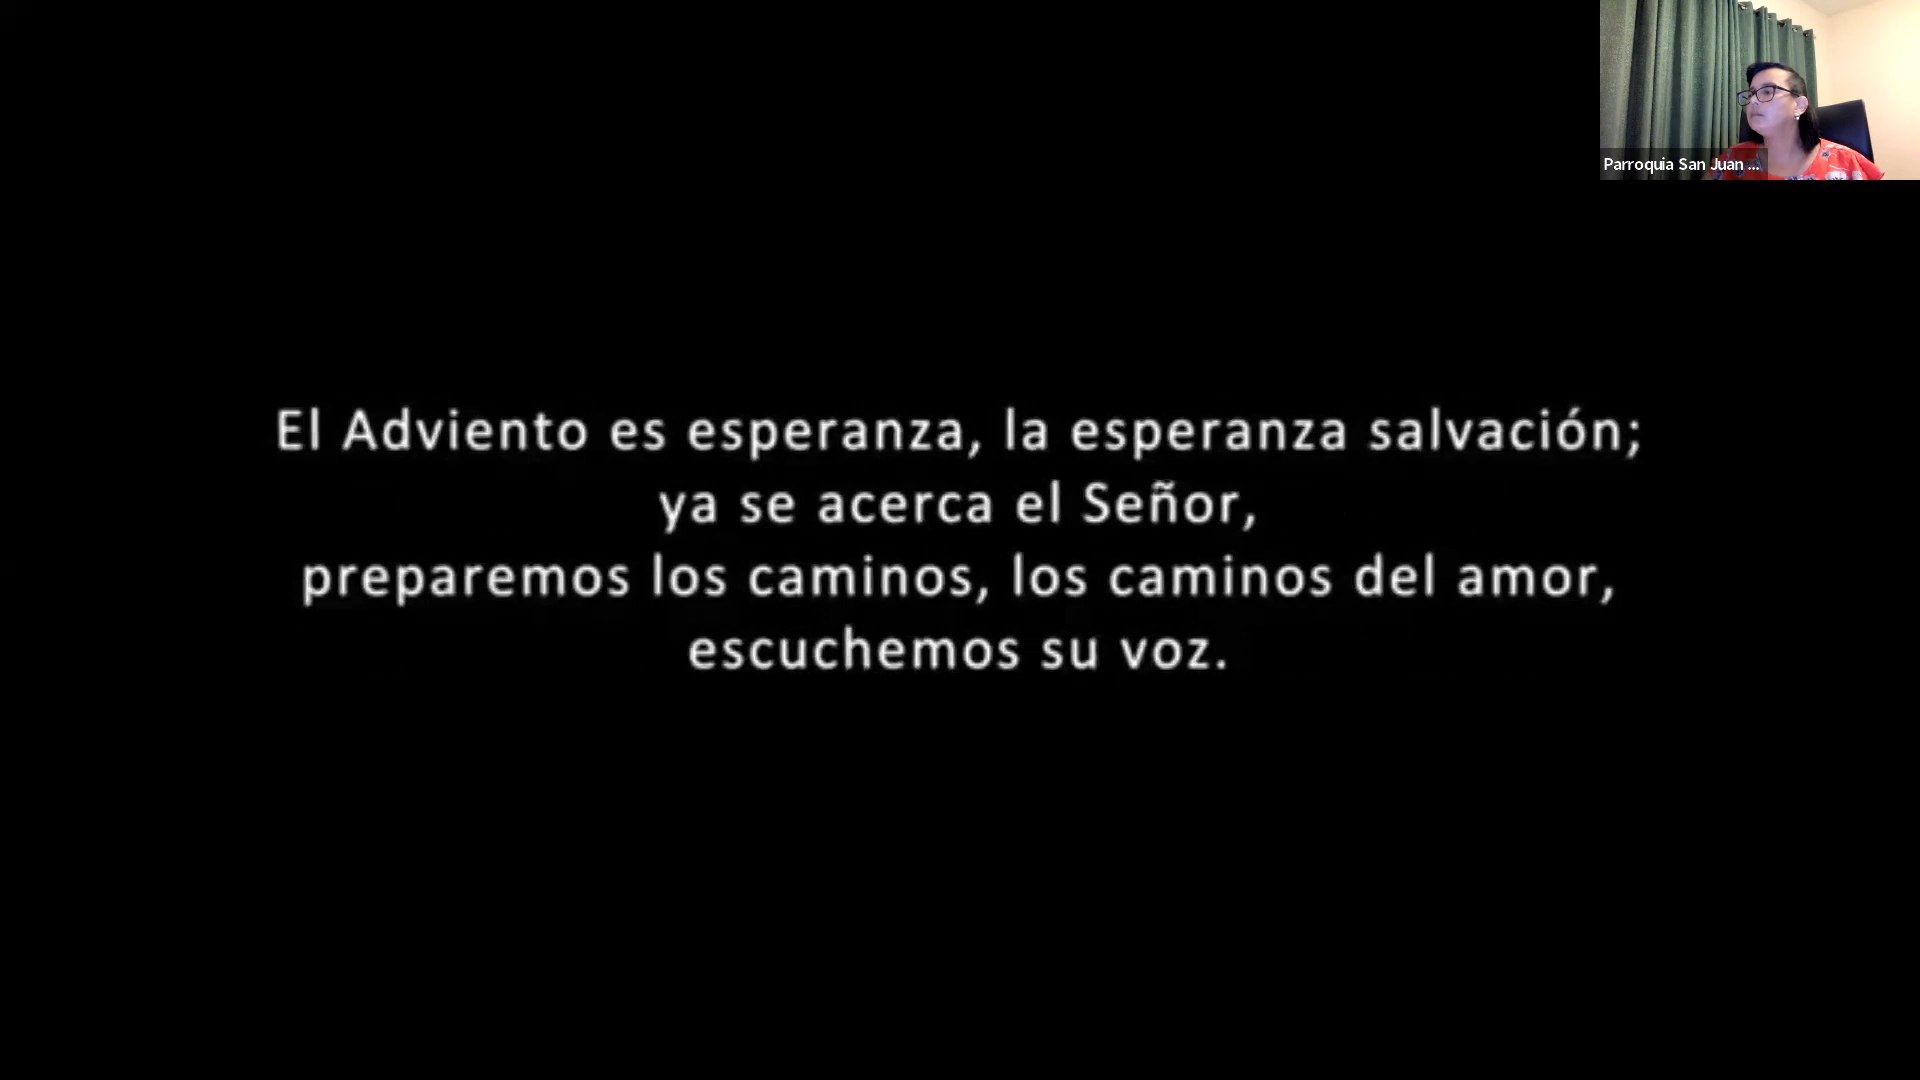 Parroquia San Juan ...
El Adviento es esperanza, la esperanza salvación;
ya se acerca el Señor,
preparemos los caminos, los caminos del amor,
escuchemos su voz.